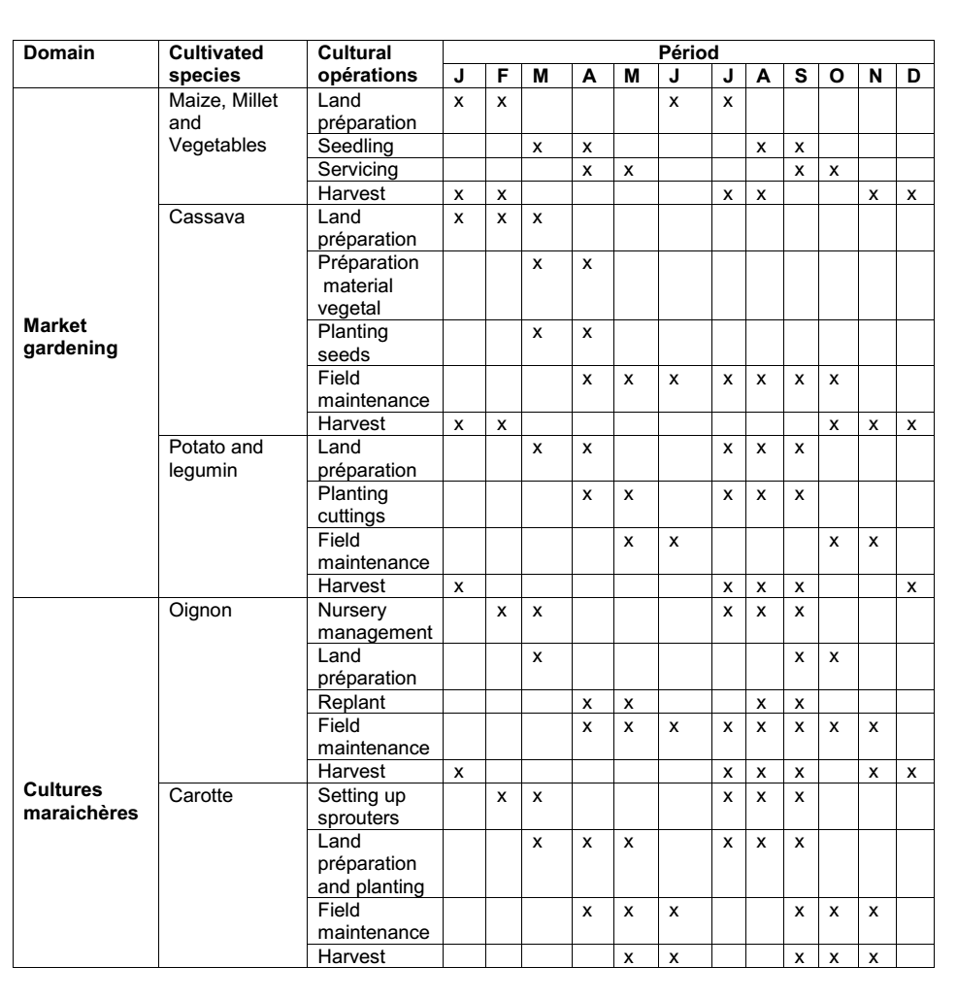 Domain Cultivated species Cultural opérations Périod
J F M A M J J A S O N D
Market gardening
Maize, Millet and Vegetables
Land préparation x x x x
Seedling x x x x
Servicing x x x x
Harvest x x x x x x
Cassava
Land préparation x x x
Préparation material vegetal x x
Planting seeds x x
Field maintenance x x x x x x x
Harvest x x x x x
Potato and legumin
Land préparation x x x x x
Planting cuttings x x x x x
Field maintenance x x x x
Harvest x x x x x
Cultures maraichères
Oignon
Nursery management x x x x x
Land préparation x x x
Replant x x x x
Field maintenance x x x x x x x x
Harvest x x x x x x
Carotte
Setting up sprouters x x x x x
Land préparation and planting x x x x x x
Field maintenance x x x x x x
Harvest x x x x x